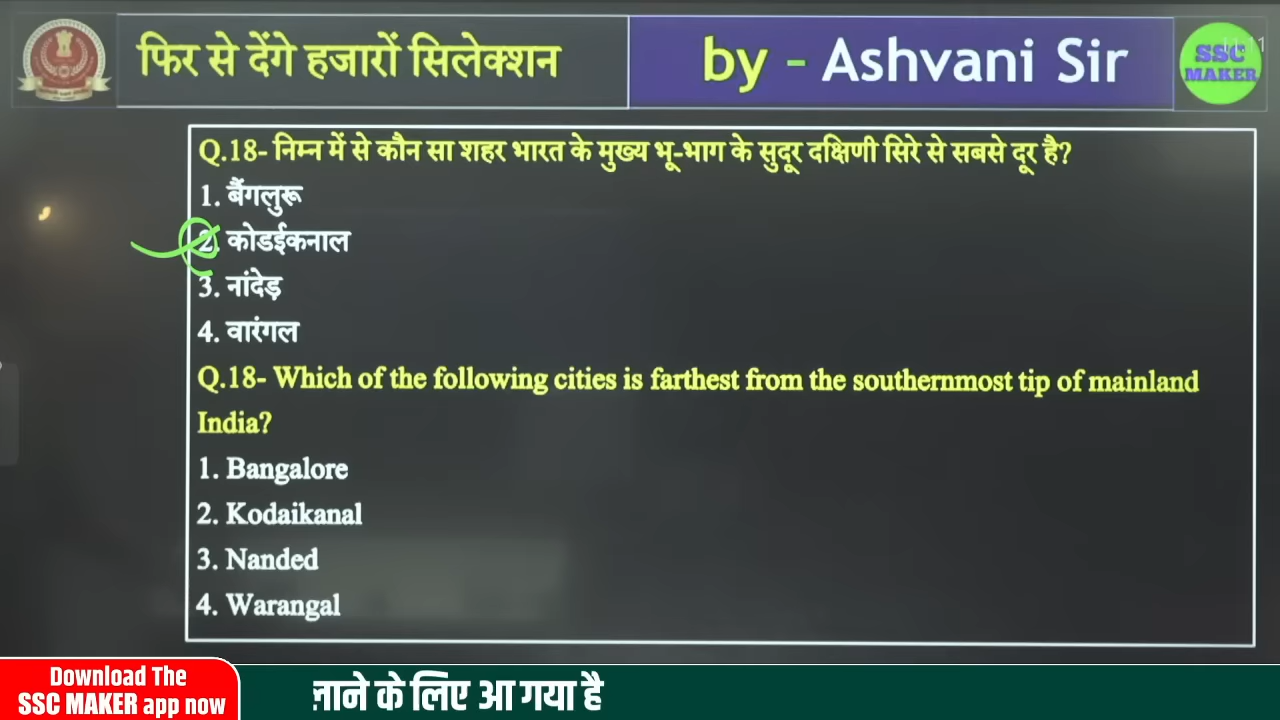 फिर से देंगे हजारों सिलेक्शन
by - Ashvani Sir
SSC
MAKER
Q.18- निम्न में से कौन सा शहर भारत के मुख्य भू-भाग के सुदूर दक्षिणी सिरे से सबसे दूर है?
1. बैंगलुरू
2. कोडईकनाल
3. नांदेड़
4. वारंगल
Q.18- Which of the following cities is farthest from the southernmost tip of mainland
India?
1. Bangalore
2. Kodaikanal
3. Nanded
4. Warangal
Download The
SSC MAKER app now
लाने के लिए आ गया है